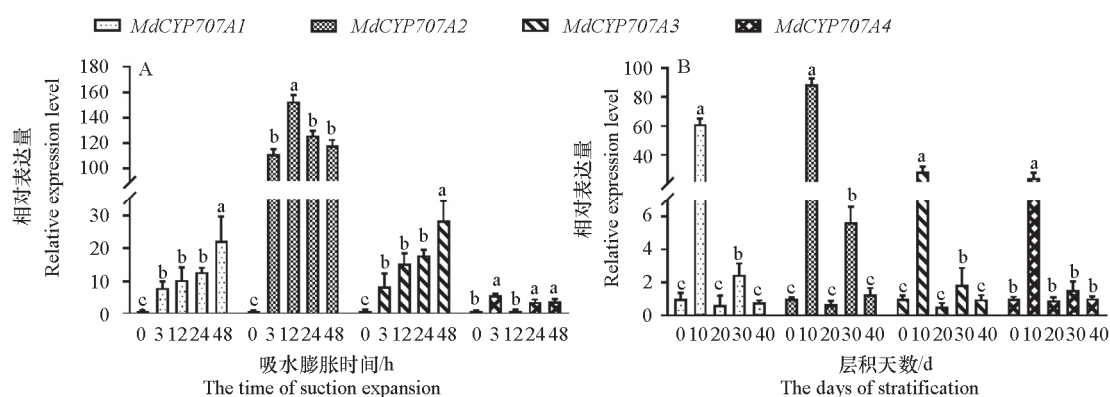 MdCYP707A1 MdCYP707A2 MdCYP707A3 MdCYP707A4
A
相对表达量
Relative expression level
180
160
140
120
100
30
20
10
0
c b b b a c b a b b c b b b a b a b a a
0 3 12 24 48 0 3 12 24 48 0 3 12 24 48 0 3 12 24 48
吸水膨胀时间/h
The time of suction expansion
B
相对表达量
Relative expression level
100
80
60
40
6
4
2
0
c a c b c c a c b c c a c b c b a b b b
0 10 20 30 40 0 10 20 30 40 0 10 20 30 40 0 10 20 30 40
层积天数/d
The days of stratification